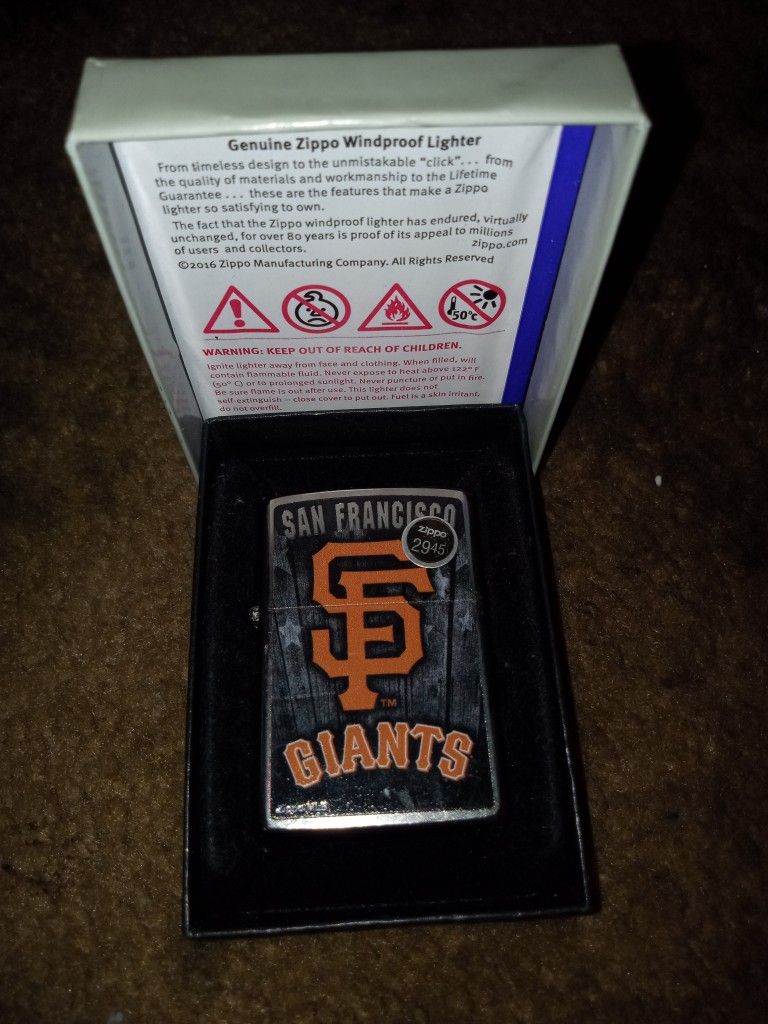 Genuine Zippo Windproof Lighter
From timeless design to the unmistakable "click"... from
the quality of materials and workmanship to the Lifetime
Guarantee ... these are the features that make a Zippo
lighter so satisfying to own.
The fact that the Zippo windproof lighter has endured, virtually
unchanged, for over 80 years is proof of its appeal to millions
of users and collectors.
zippo.com
©2016 Zippo Manufacturing Company. All Rights Reserved
50°C
WARNING: KEEP OUT OF REACH OF CHILDREN.
Ignite lighter away from face and clothing. When filled, will
contain flammable fluid. Never expose to heat above 122° F
(50° C) or to prolonged sunlight. Never puncture or put in fire.
Be sure flame is out after use. This lighter does not
self-extinguish – close cover to put out. Fuel is a skin irritant,
do not overfill.
SAN FRANCISCO
zippo
2945
SF
TM
GIANTS